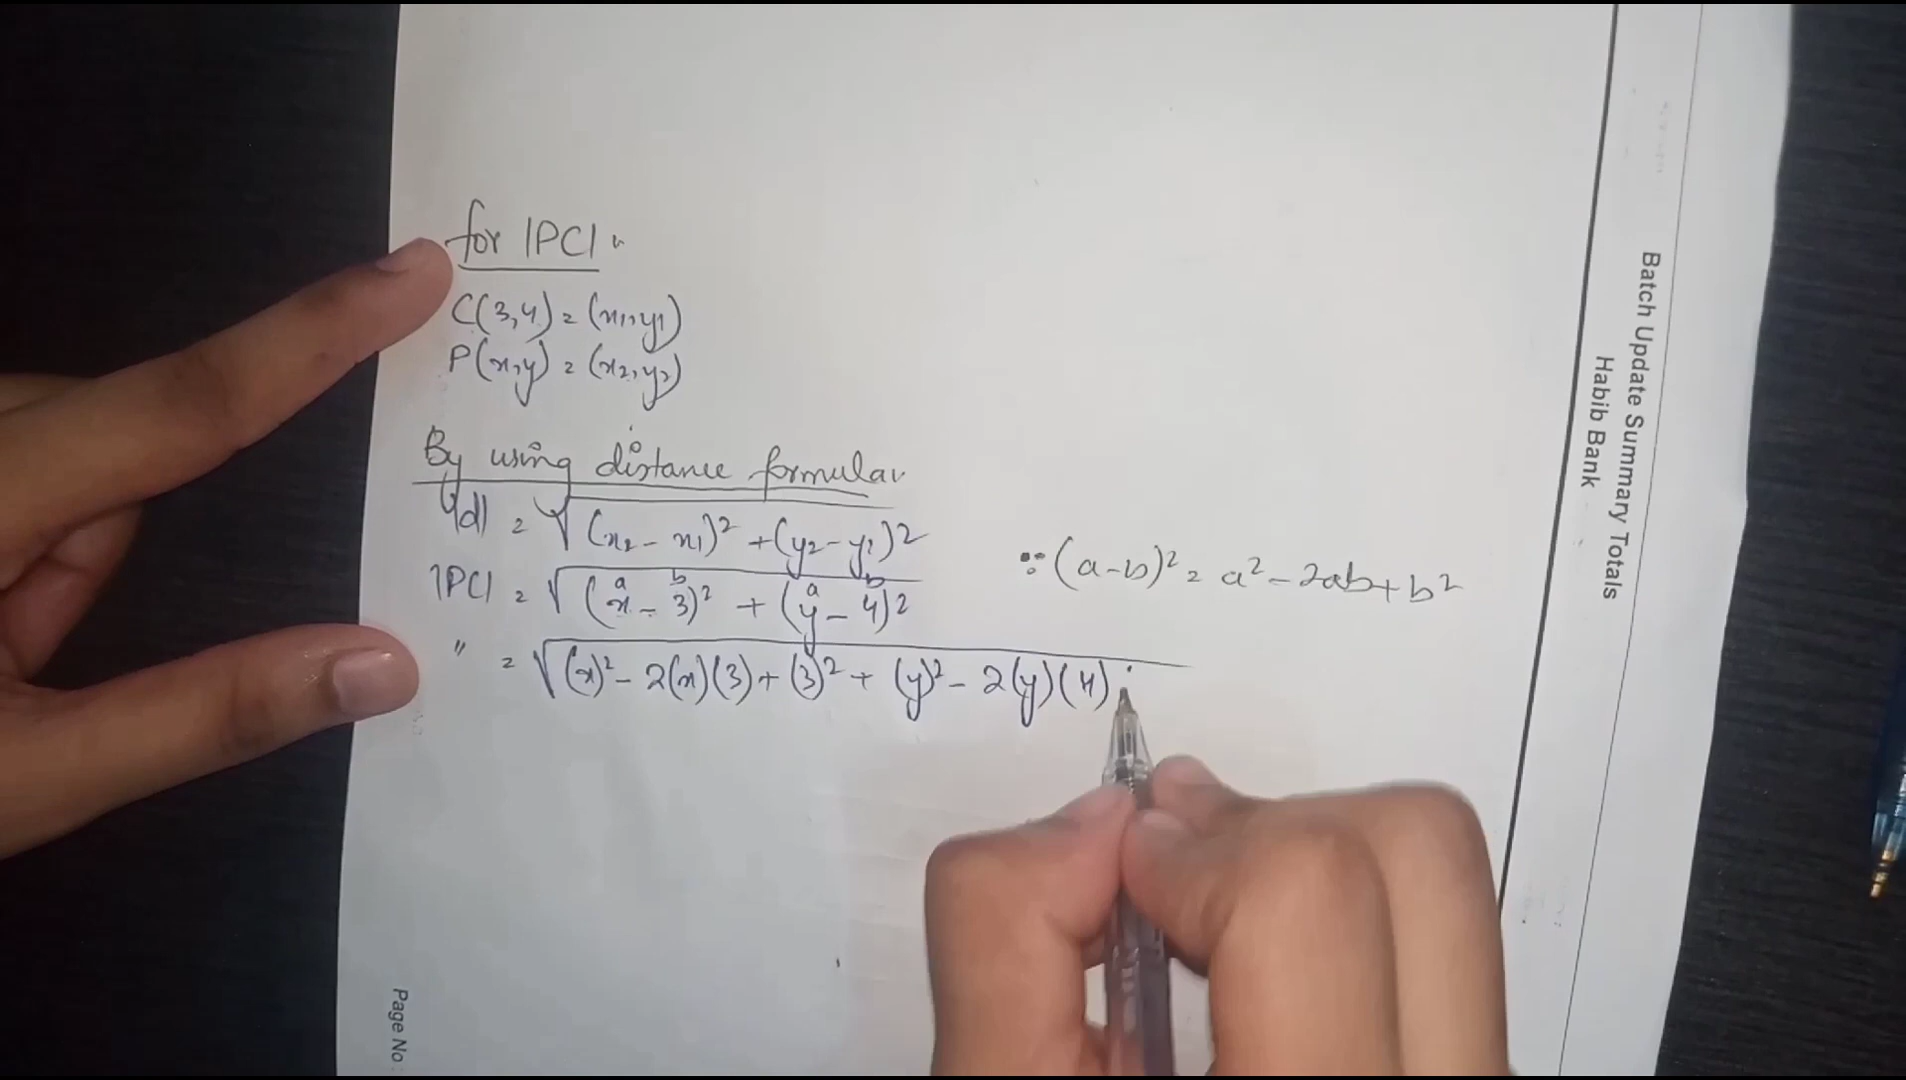 for |PC| :
C(3,4) = (x1, y1)
P(x,y) = (x2, y2)
By using distance formula:
|d| = √(x2 - x1)² + (y2 - y1)²
a b a b
|PC| = √(x - 3)² + (y - 4)²
∵ (a-b)² = a² - 2ab + b²
" = √(x)² - 2(x)(3) + (3)² + (y)² - 2(y)(4)
Batch Update Summary Totals
Habib Bank
Page No